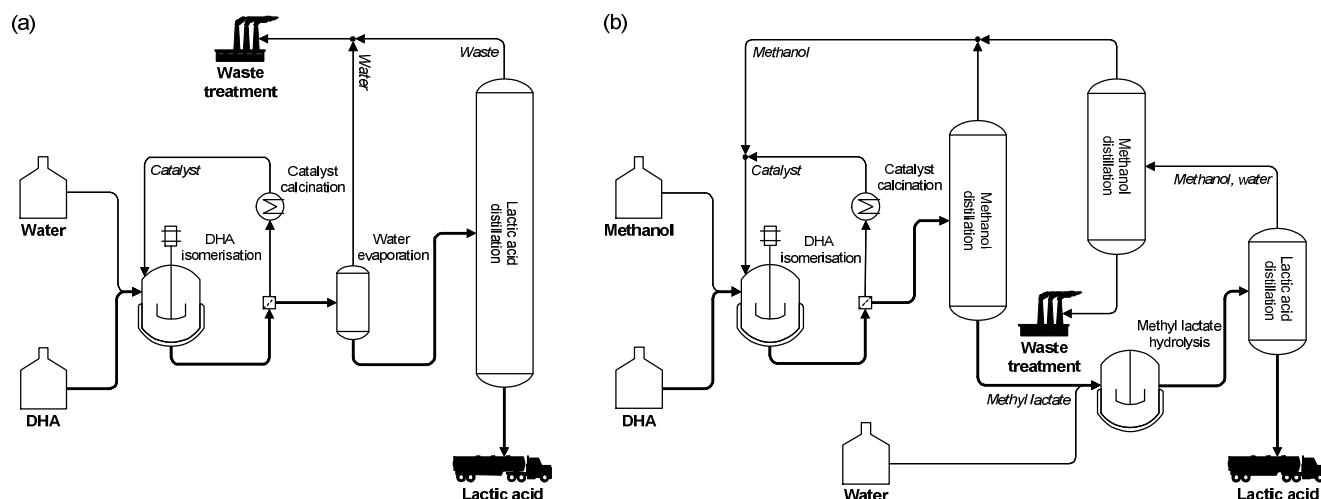 (a)
Waste
treatment
Water
Waste
Catalyst
Catalyst
calcination
Water
DHA
isomerisation
Water
evaporation
Lactic acid
distillation
DHA
Lactic acid
(b)
Methanol
Catalyst
Catalyst
calcination
Methanol
distillation
Methanol
distillation
Methanol, water
Methanol
DHA
isomerisation
Lactic acid
distillation
Waste
treatment
Methyl lactate
hydrolysis
DHA
Methyl lactate
Water
Lactic acid